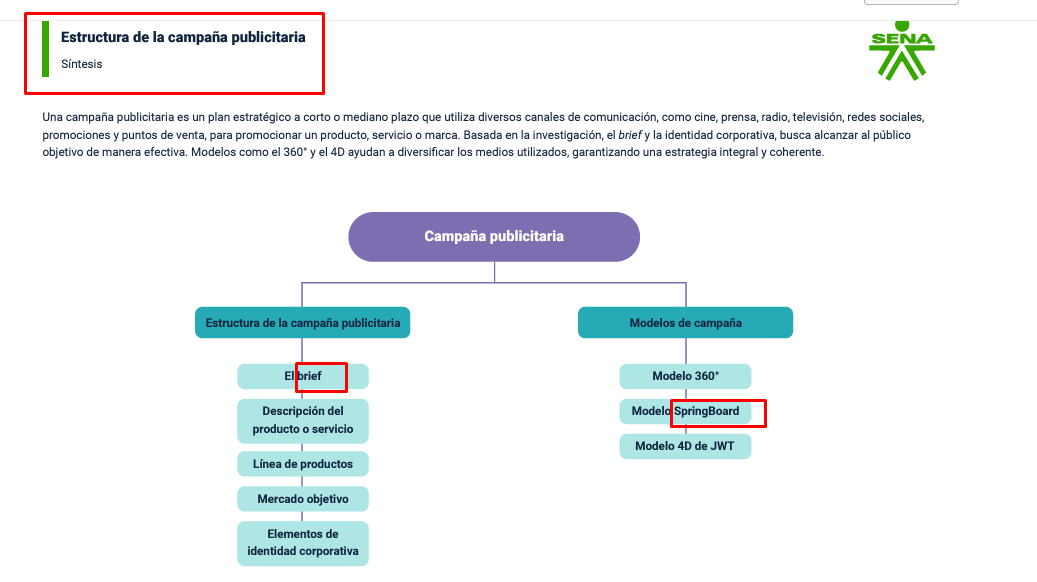 Estructura de la campaña publicitaria
Síntesis
SENA
Una campaña publicitaria es un plan estratégico a corto o mediano plazo que utiliza diversos canales de comunicación, como cine, prensa, radio, televisión, redes sociales,
promociones y puntos de venta, para promocionar un producto, servicio o marca. Basada en la investigación, el brief y la identidad corporativa, busca alcanzar al público
objetivo de manera efectiva. Modelos como el 360° y el 4D ayudan a diversificar los medios utilizados, garantizando una estrategia integral y coherente.
Campaña publicitaria
Estructura de la campaña publicitaria
El brief
Descripción del
producto o servicio
Línea de productos
Mercado objetivo
Elementos de
identidad corporativa
Modelos de campaña
Modelo 360°
Modelo SpringBoard
Modelo 4D de JWT